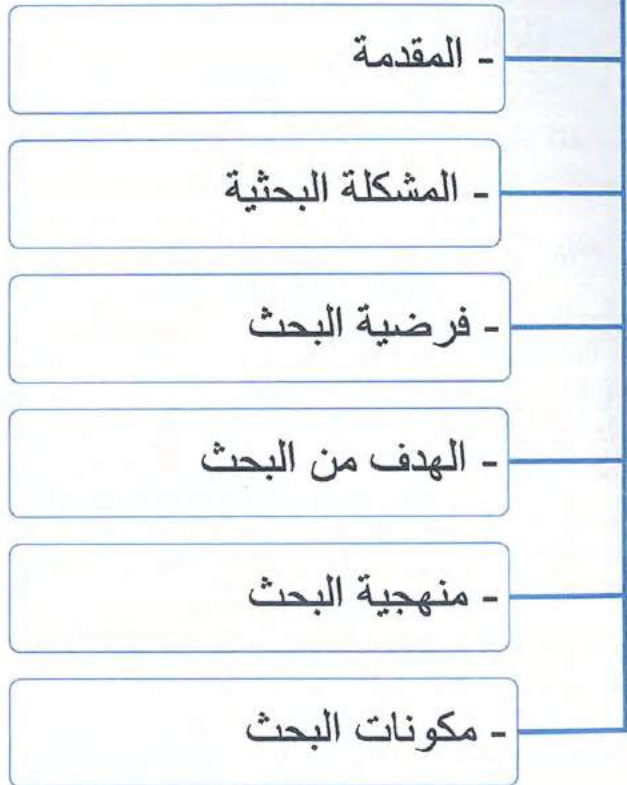 - المقدمة
- المشكلة البحثية
- فرضية البحث
- الهدف من البحث
- منهجية البحث
- مكونات البحث